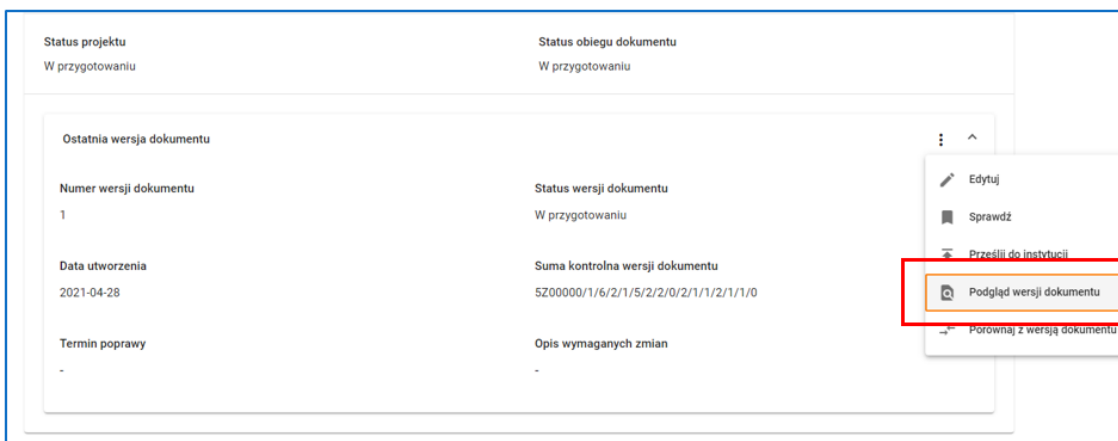 Status projektu
Status obiegu dokumentu
W przygotowaniu
W przygotowaniu
Ostatnia wersja dokumentu
Numer wersji dokumentu
Status wersji dokumentu
1
W przygotowaniu
Data utworzenia
Suma kontrolna wersji dokumentu
2021-04-28
5Z00000/1/6/2/1/5/2/2/0/2/1/1/2/1/1/0
Termin poprawy
Opis wymaganych zmian
-
-
Edytuj
Sprawdź
Prześlij do instytucji
Podgląd wersji dokumentu
Porównaj z wersją dokumentu